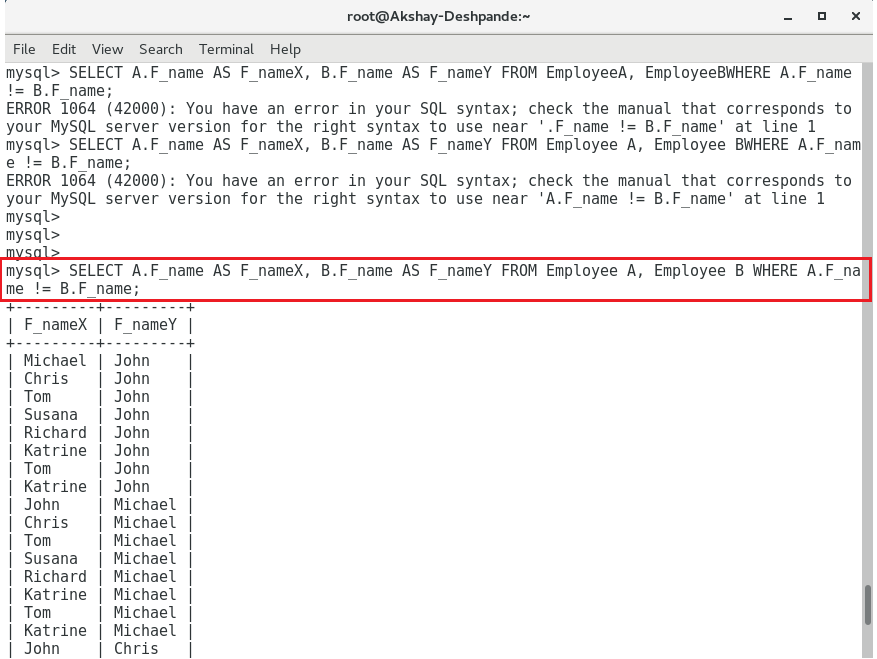 root@Akshay-Deshpande:~
File Edit View Search Terminal Help
mysql> SELECT A.F_name AS F_nameX, B.F_name AS F_nameY FROM EmployeeA, EmployeeBWHERE A.F_name
!= B.F_name;
ERROR 1064 (42000): You have an error in your SQL syntax; check the manual that corresponds to
your MySQL server version for the right syntax to use near '.F_name != B.F_name' at line 1
mysql> SELECT A.F_name AS F_nameX, B.F_name AS F_nameY FROM Employee A, Employee BWHERE A.F_nam
e != B.F_name;
ERROR 1064 (42000): You have an error in your SQL syntax; check the manual that corresponds to
your MySQL server version for the right syntax to use near 'A.F_name != B.F_name' at line 1
mysql>
mysql>
mysql>
mysql> SELECT A.F_name AS F_nameX, B.F_name AS F_nameY FROM Employee A, Employee B WHERE A.F_na
me != B.F_name;
+---------+---------+
| F_nameX | F_nameY |
+---------+---------+
| Michael | John    |
| Chris   | John    |
| Tom     | John    |
| Susana  | John    |
| Richard | John    |
| Katrine | John    |
| Tom     | John    |
| Katrine | John    |
| John    | Michael |
| Chris   | Michael |
| Tom     | Michael |
| Susana  | Michael |
| Richard | Michael |
| Katrine | Michael |
| Tom     | Michael |
| Katrine | Michael |
| John    | Chris   |